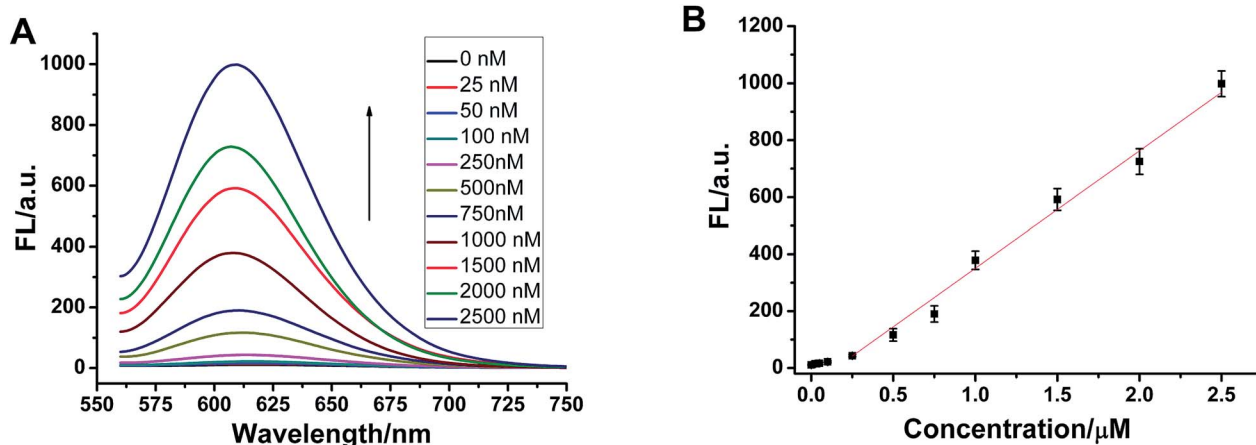 A
FL/a.u.
1000
800
600
400
200
0
550 575 600 625 650 675 700 725 750
Wavelength/nm
0 nM
25 nM
50 nM
100 nM
250nM
500nM
750nM
1000 nM
1500 nM
2000 nM
2500 nM
B
FL/a.u.
1200
1000
800
600
400
200
0
0.0 0.5 1.0 1.5 2.0 2.5
Concentration/μM